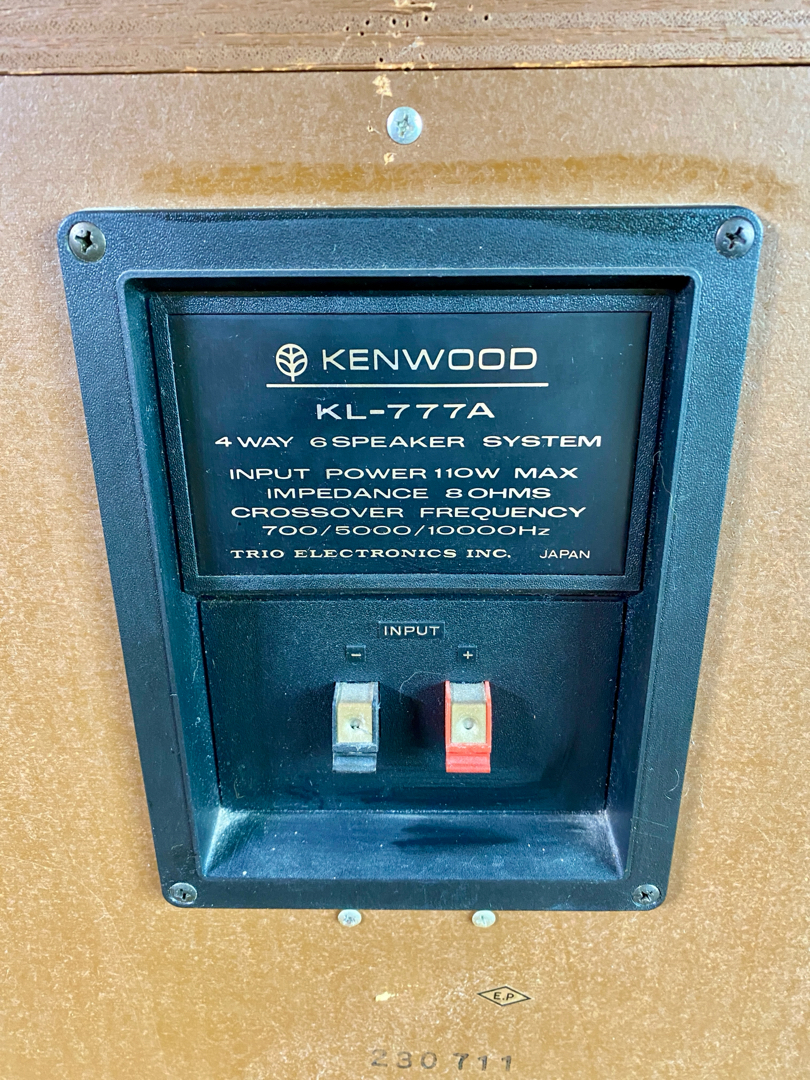 KENWOOD
KL-777A
4 WAY 6 SPEAKER SYSTEM
INPUT POWER 110W MAX
IMPEDANCE 8 OHMS
CROSSOVER FREQUENCY
700/5000/10000Hz
TRIO ELECTRONICS INC. JAPAN
INPUT
- +
E.P
230711